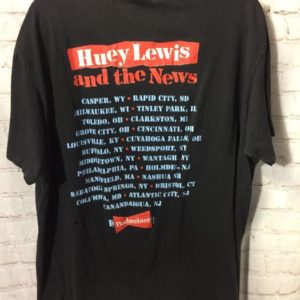 Huey Lewis
and the News
CASPER, WY • RAPID CITY, SD
MILWAUKEE, WI • TINLEY PARK, IL
TOLEDO, OH • CLARKSTON, MI
GROVE CITY, OH • CINCINNATI, OH
LOUISVILLE, KY • CUYAHOGA FALLS, OH
BUFFALO, NY • WEEDSPORT, NY
MIDDLETOWN, NY • WANTAGH, NY
PHILADELPHIA, PA • HOLMDEL, NJ
MANSFIELD, MA • NASHUA, NH
SARATOGA SPRINGS, NY • BRISTOL, CT
COLUMBIA, MD • ATLANTIC CITY, NJ
CANANDAIGUA, NJ
Budweiser